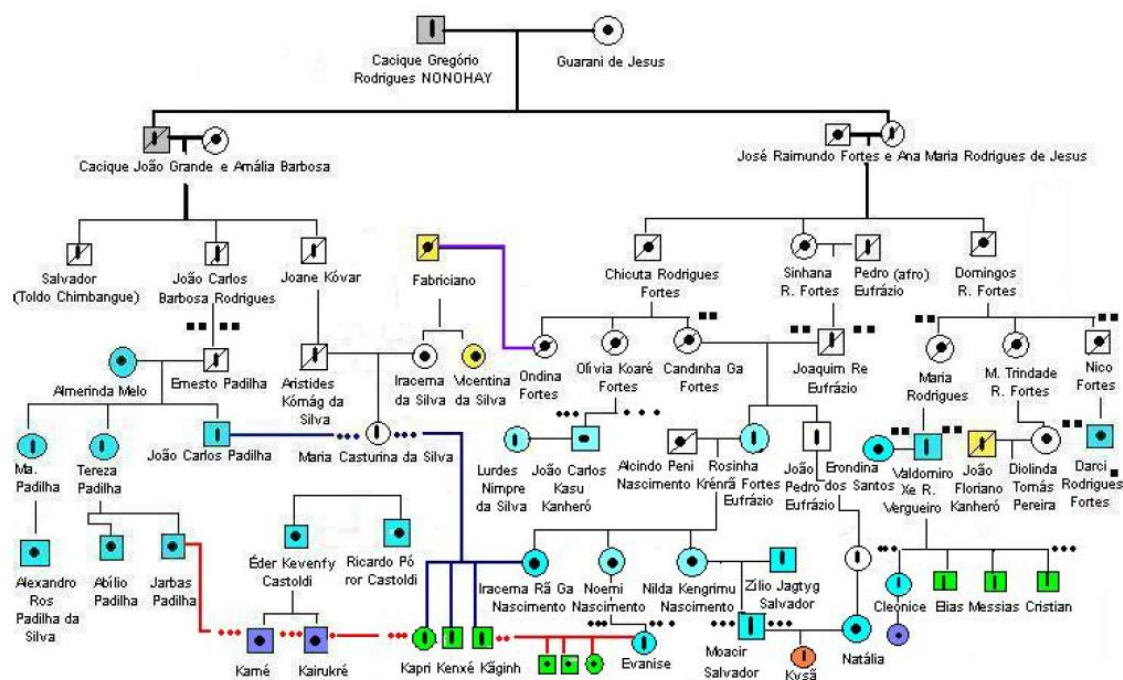 Cacique Gregório
Rodrigues NONOHAY
Guarani de Jesus
Cacique João Grande e Amália Barbosa
José Raimundo Fortes e Ana Maria Rodrigues de Jesus
Salvador
(Toldo Chimbangue)
João Carlos
Barbosa Rodrigues
Joane Kóvar
Fabriciano
Chicuta Rodrigues
Fortes
Sinhana
R. Fortes
Pedro (afro)
Eufrázio
Domingos
R. Fortes
Almerinda Melo
Ernesto Padilha
Aristides
Kómág da
Silva
Iracema
da Silva
Vicentina
da Silva
Ondina
Fortes
Olívia Koaré
Fortes
Candinha Ga
Fortes
Joaquim Re
Eufrázio
Maria
Rodrigues
M. Trindade
R. Fortes
Nico
Fortes
Ma.
Padilha
Tereza
Padilha
João Carlos Padilha
Maria Casturina da Silva
Lurdes
Nimpre
da Silva
João Carlos
Kasu
Kanheró
Alcindo Peni
Nascimento
Rosinha
Krénrã Fortes
Eufrázio
João
Pedro
Eufrázio
Erondina
dos Santos
Valdomiro
Xe R.
Vergueiro
João
Floriano
Kanheró
Diolinda
Tomás
Pereira
Darci
Rodrigues
Fortes
Alexandro
Ros
Padilha da
Silva
Abílio
Padilha
Jarbas
Padilha
Éder Kevenfy
Castoldi
Ricardo Pó
ror Castoldi
Iracema Rã Ga
Nascimento
Noemi
Nascimento
Nilda Kengrimu
Nascimento
Zílio Jagtyg
Salvador
Cleonice
Elias
Messias
Cristian
Kamé
Kairukré
Kapri
Kenxé
Kãginh
Evanise
Moacir
Salvador
Kysã
Natália